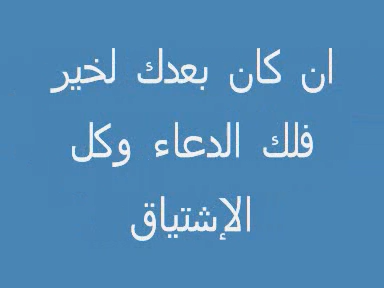 ان كان بعدك لخير
فلك الدعاء وكل
الإشتياق